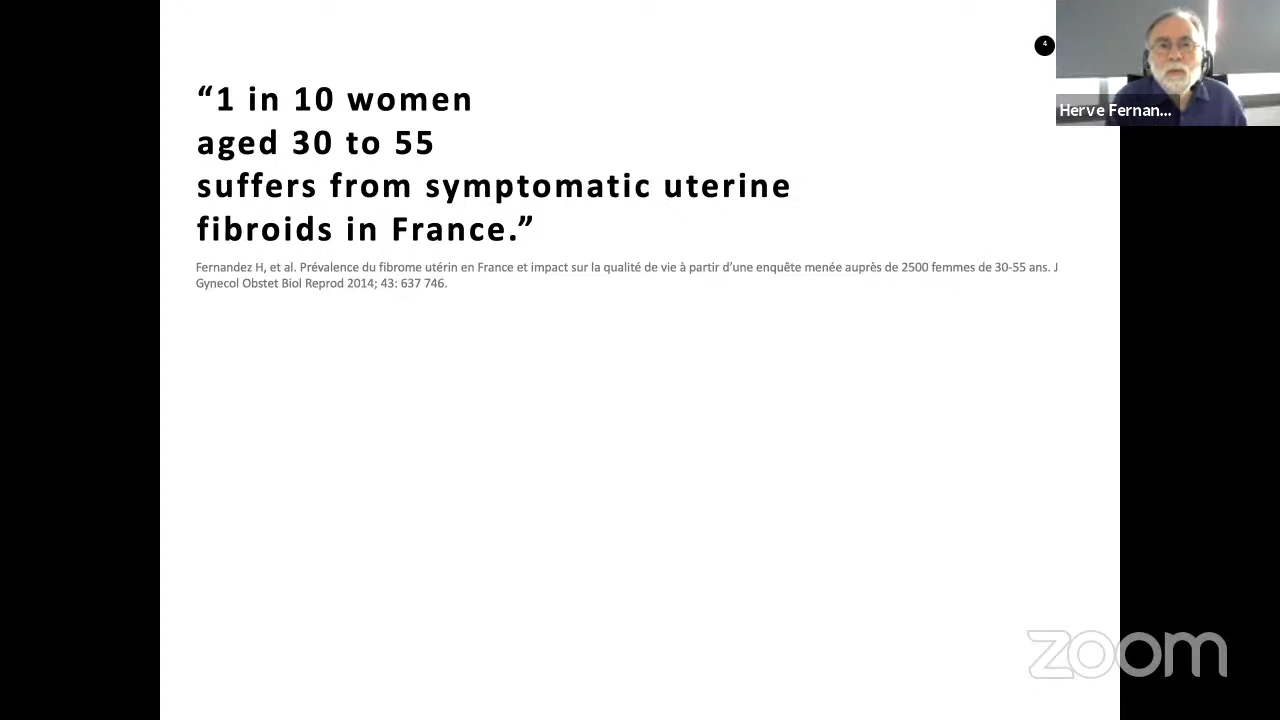 4
“1 in 10 women
aged 30 to 55
suffers from symptomatic uterine
fibroids in France.”
Fernandez H, et al. Prévalence du fibrome utérin en France et impact sur la qualité de vie à partir d’une enquête menée auprès de 2500 femmes de 30-55 ans. J
Gynecol Obstet Biol Reprod 2014; 43: 637 746.
Herve Fernan...
zoom